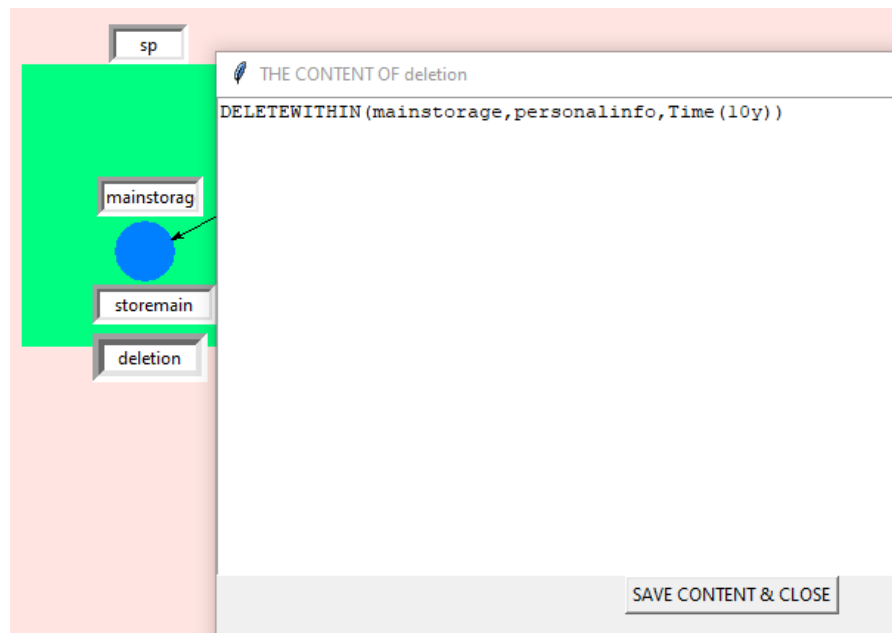 sp
THE CONTENT OF deletion
DELETEWITHIN(mainstorage,personalinfo,Time(10y))
mainstorag
storemain
deletion
SAVE CONTENT & CLOSE